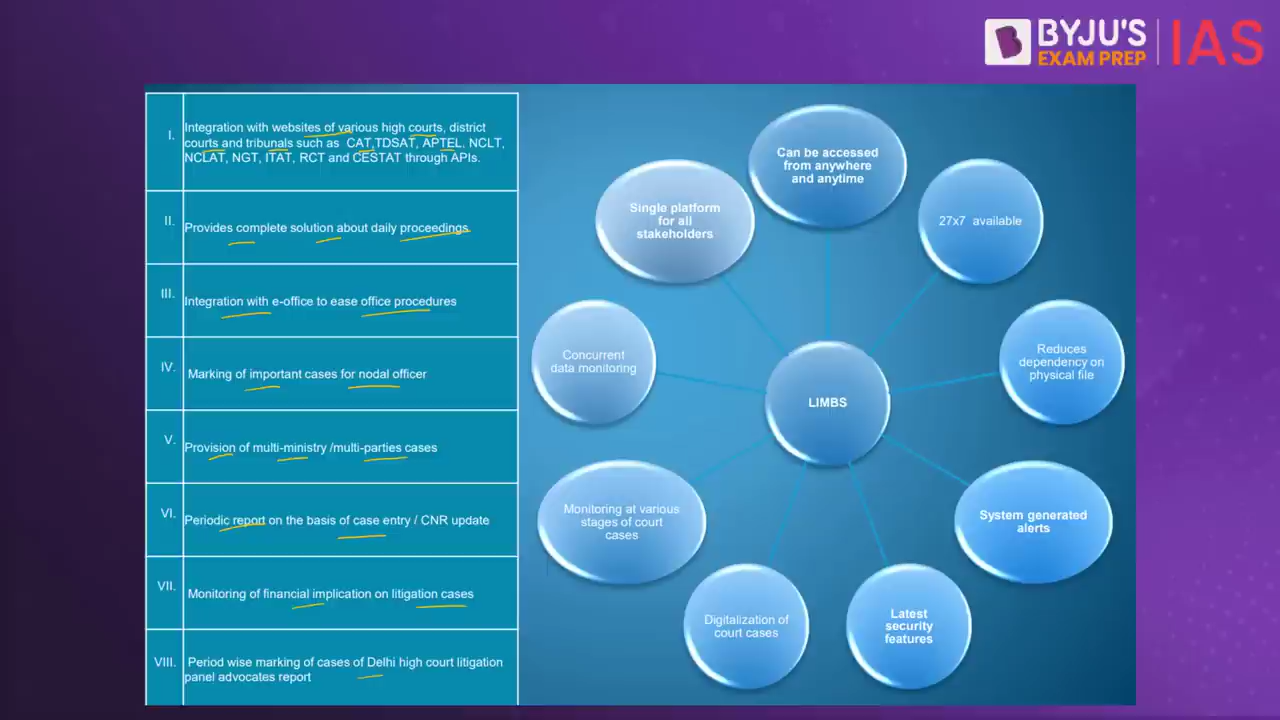 BYJU'S
EXAM PREP
IAS
I.
Integration with websites of various high courts, district
courts and tribunals such as CAT,TDSAT, APTEL. NCLT,
NCLAT, NGT, ITAT, RCT and CESTAT through APIs.
II.
Provides complete solution about daily proceedings
III.
Integration with e-office to ease office procedures
IV.
Marking of important cases for nodal officer
V.
Provision of multi-ministry /multi-parties cases
VI.
Periodic report on the basis of case entry / CNR update
VII.
Monitoring of financial implication on litigation cases
VIII.
Period wise marking of cases of Delhi high court litigation
panel advocates report
Can be accessed
from anywhere
and anytime
27x7 available
Reduces
dependency on
physical file
System generated
alerts
Latest
security
features
Digitalization of
court cases
Monitoring at various
stages of court
cases
Concurrent
data monitoring
Single platform
for all
stakeholders
LIMBS